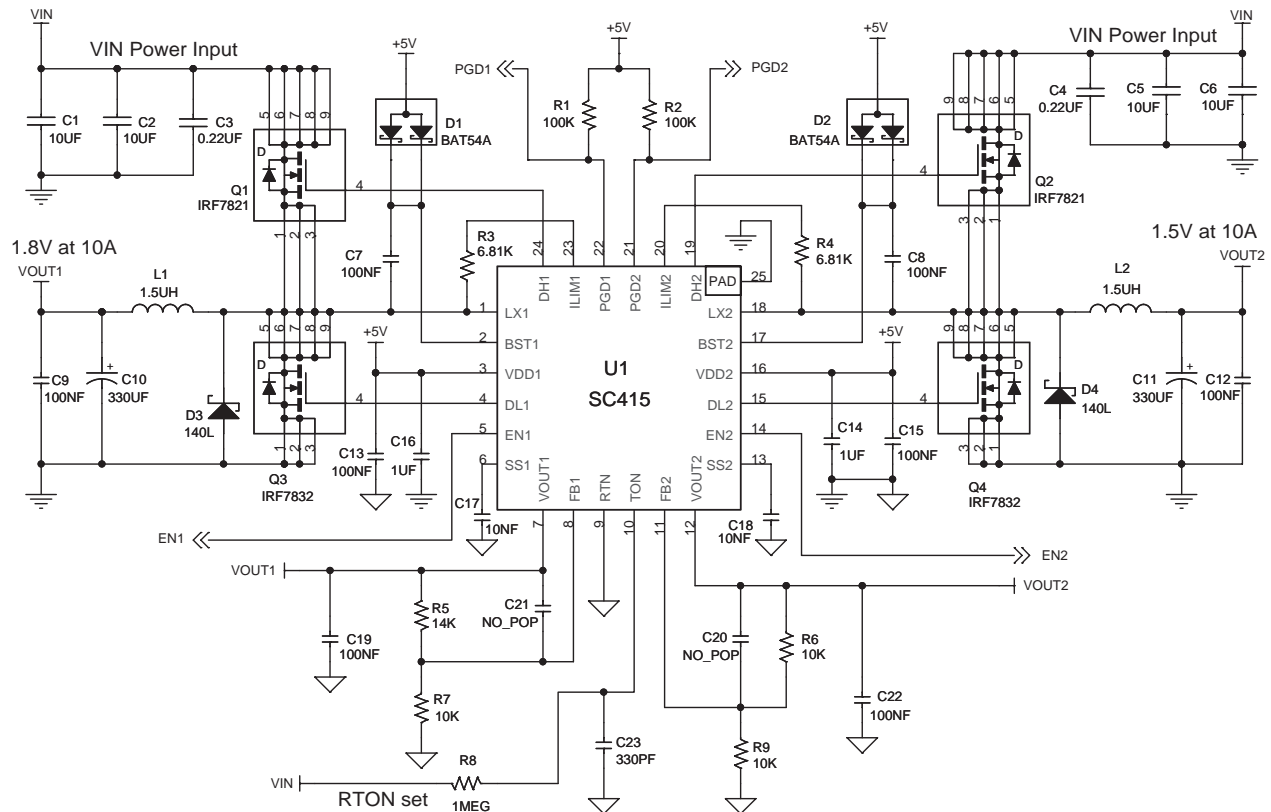 VIN
VIN Power Input
C1
10UF
C2
10UF
C3
0.22UF
5
6
7
8
9
D
4
Q1
IRF7821
1
2
3
+5V
D1
BAT54A
PGD1
+5V
R1
100K
R2
100K
PGD2
+5V
D2
BAT54A
VIN
VIN Power Input
C4
0.22UF
C5
10UF
C6
10UF
9
8
7
6
5
D
4
Q2
IRF7821
3
2
1
1.8V at 10A
VOUT1
L1
1.5UH
C7
100NF
R3
6.81K
R4
6.81K
C8
100NF
1.5V at 10A
VOUT2
L2
1.5UH
24
23
22
21
20
19
DH1
ILIM1
PGD1
PGD2
ILIM2
DH2
PAD
25
U1
SC415
1
LX1
2
BST1
3
VDD1
4
DL1
5
EN1
6
SS1
7
VOUT1
8
FB1
9
RTN
10
TON
11
FB2
12
VOUT2
13
SS2
14
EN2
15
DL2
16
VDD2
17
BST2
18
LX2
C9
100NF
+
C10
330UF
D3
140L
5
6
7
8
9
D
4
1
2
3
Q3
IRF7832
+5V
C13
100NF
C16
1UF
C17
10NF
+5V
C14
1UF
C15
100NF
C18
10NF
9
8
7
6
5
D
4
3
2
1
Q4
IRF7832
D4
140L
+
C11
330UF
C12
100NF
EN1
EN2
VOUT1
C19
100NF
R5
14K
C21
NO_POP
R7
10K
VIN
R8
1MEG
RTON set
C23
330PF
C20
NO_POP
R6
10K
R9
10K
C22
100NF
VOUT2